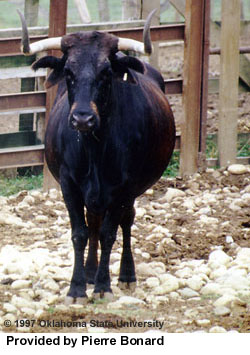 © 1997 Oklahoma State University
Provided by Pierre Bonard